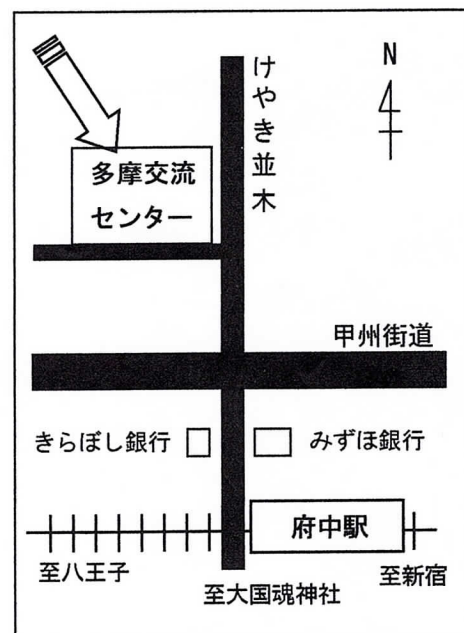 N
けやき並木
多摩交流
センター
甲州街道
きらぼし銀行
みずほ銀行
府中駅
至八王子
至新宿
至大国魂神社